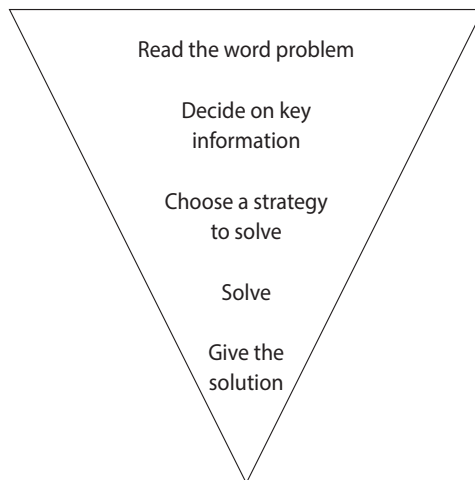 Read the word problem
Decide on key
information
Choose a strategy
to solve
Solve
Give the
solution